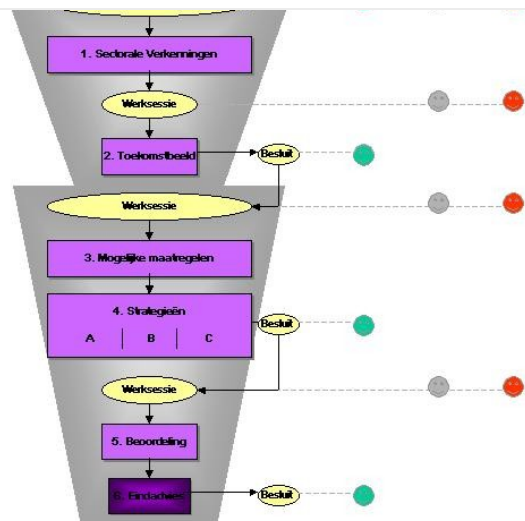 1. Sectorale Verkenningen
Werksessie
2. Toekomstbeeld
Besluit
Werksessie
3. Mogelijke maatregelen
4. Strategieën
A B C
Besluit
Werksessie
5. Beoordeling
6. Eindadvies
Besluit